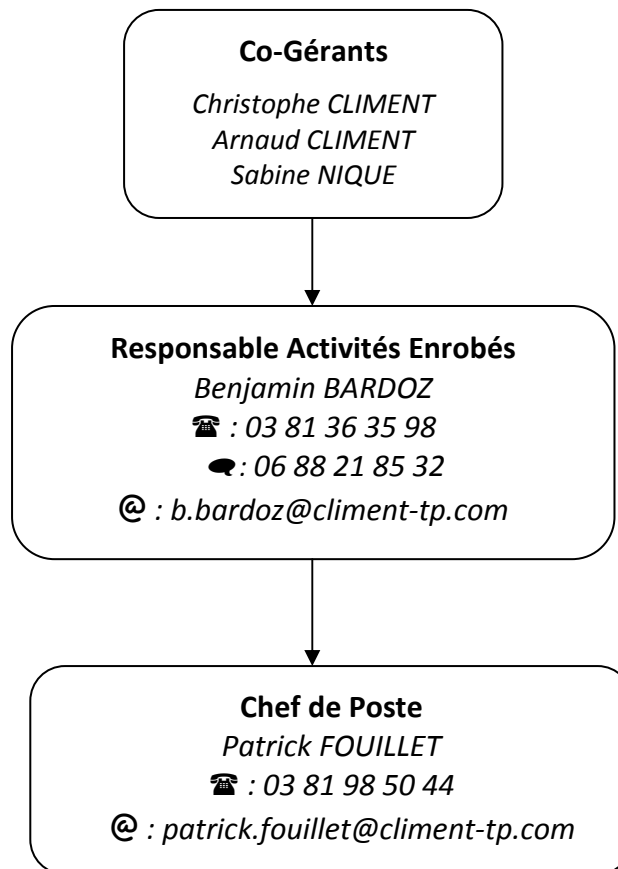 Co-Gérants
Christophe CLIMENT
Arnaud CLIMENT
Sabine NIQUE
Responsable Activités Enrobés
Benjamin BARDOZ
☎ : 03 81 36 35 98
🗨 : 06 88 21 85 32
@ : b.bardoz@climent-tp.com
Chef de Poste
Patrick FOUILLET
☎ : 03 81 98 50 44
@ : patrick.fouillet@climent-tp.com